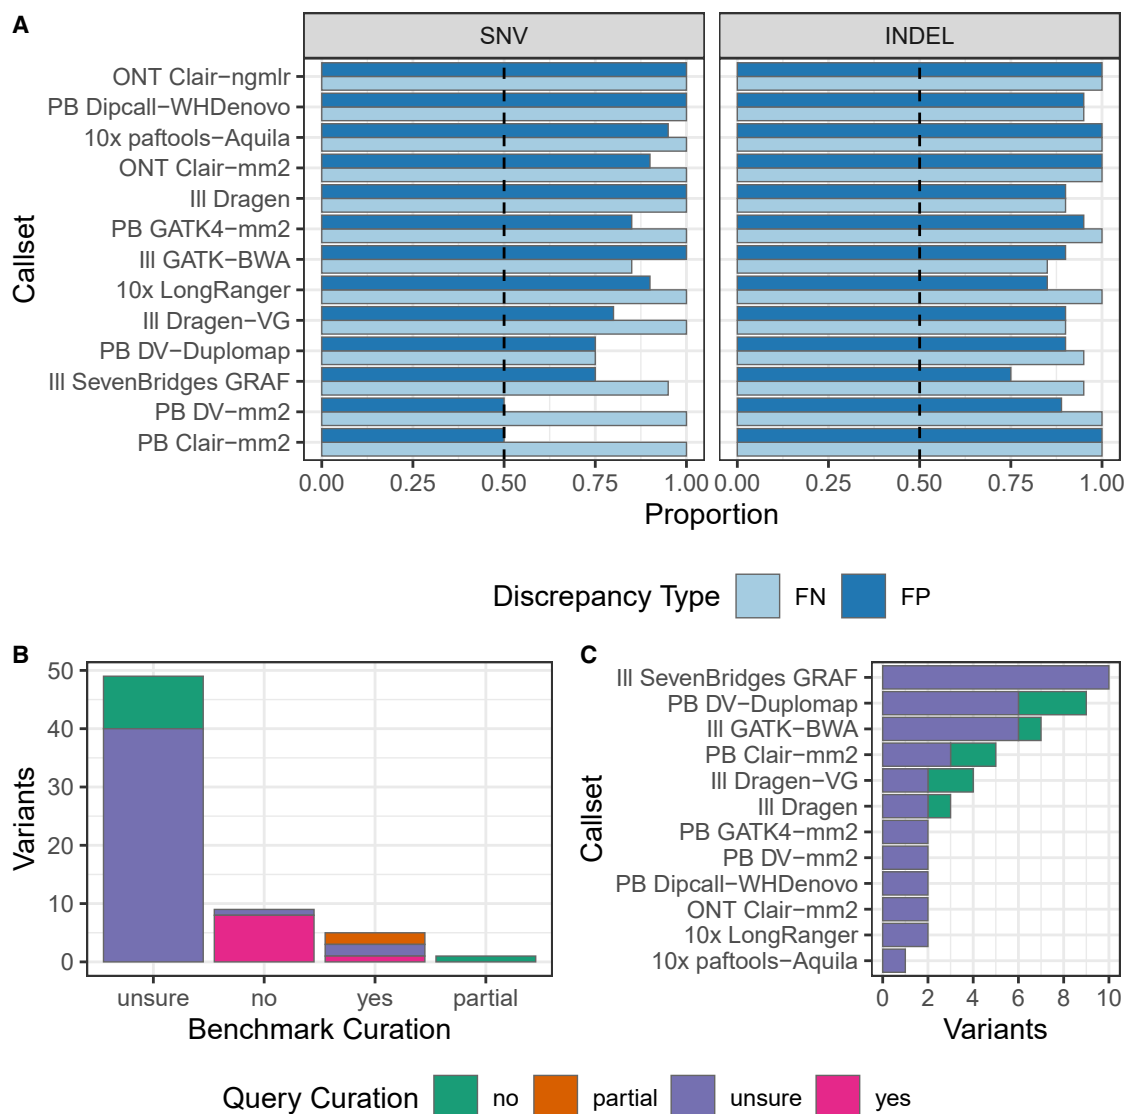 A
SNV
INDEL
Callset
ONT Clair−ngmlr
PB Dipcall−WHDenovo
10x paftools−Aquila
ONT Clair−mm2
Ill Dragen
PB GATK4−mm2
Ill GATK−BWA
10x LongRanger
Ill Dragen−VG
PB DV−Duplomap
Ill SevenBridges GRAF
PB DV−mm2
PB Clair−mm2
0.00 0.25 0.50 0.75 1.00 0.00 0.25 0.50 0.75 1.00
Proportion
Discrepancy Type FN FP
B
Variants
50
40
30
20
10
0
unsure no yes partial
Benchmark Curation
C
Callset
Ill SevenBridges GRAF
PB DV−Duplomap
Ill GATK−BWA
PB Clair−mm2
Ill Dragen−VG
Ill Dragen
PB GATK4−mm2
PB DV−mm2
PB Dipcall−WHDenovo
ONT Clair−mm2
10x LongRanger
10x paftools−Aquila
0 2 4 6 8 10
Variants
Query Curation no partial unsure yes